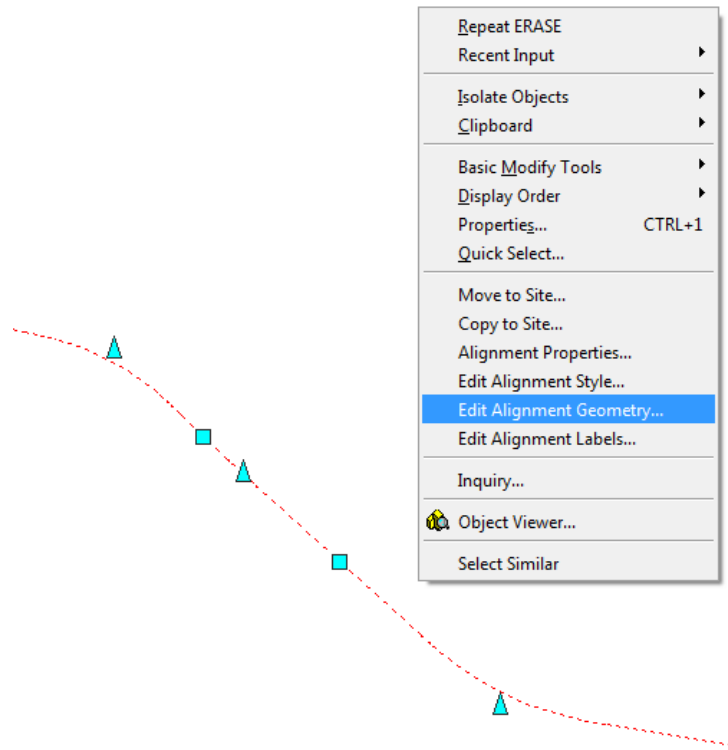 Repeat ERASE
Recent Input
Isolate Objects
Clipboard
Basic Modify Tools
Display Order
Properties... CTRL+1
Quick Select...
Move to Site...
Copy to Site...
Alignment Properties...
Edit Alignment Style...
Edit Alignment Geometry...
Edit Alignment Labels...
Inquiry...
Object Viewer...
Select Similar